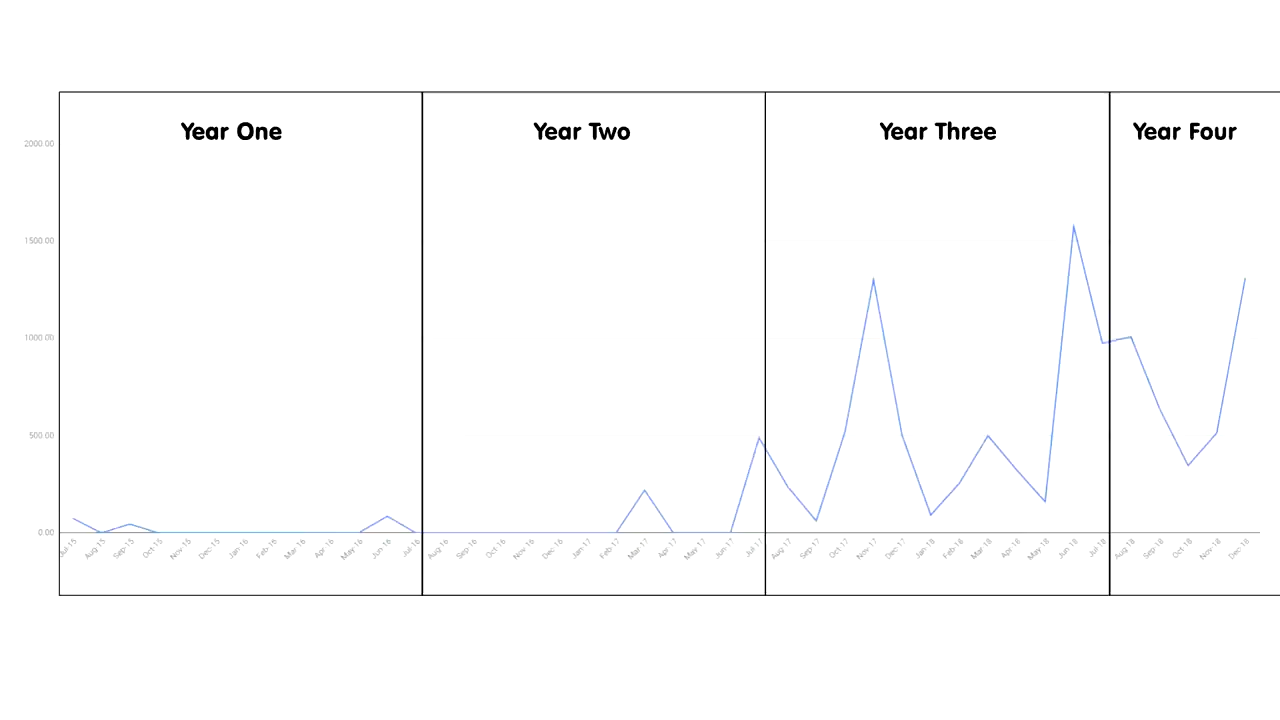 Year One
Year Two
Year Three
Year Four
2000.00
1500.00
1000.00
500.00
0.00
Jul-15
Aug-15
Sep-15
Oct-15
Nov-15
Dec-15
Jan-16
Feb-16
Mar-16
Apr-16
May-16
Jun-16
Jul-16
Aug-16
Sep-16
Oct-16
Nov-16
Dec-16
Jan-17
Feb-17
Mar-17
Apr-17
May-17
Jun-17
Jul-17
Aug-17
Sep-17
Oct-17
Nov-17
Dec-17
Jan-18
Feb-18
Mar-18
Apr-18
May-18
Jun-18
Jul-18
Aug-18
Sep-18
Oct-18
Nov-18
Dec-18